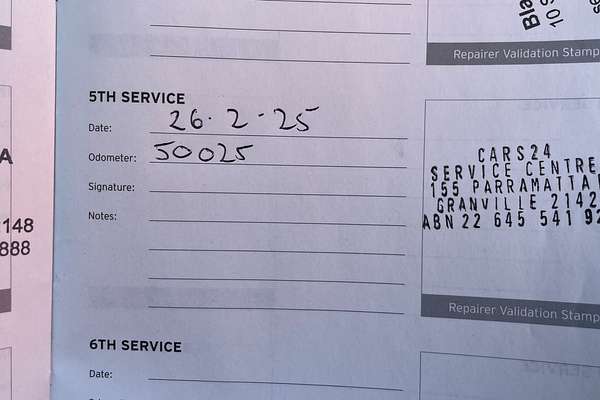 Repairer Validation Stamp
5TH SERVICE
Date: 26.2-25
Odometer: 50025
Signature:
Notes:
CARS24
SERVICE CENTRE
155 PARRAMATTA
GRANVILLE 2142
ABN 22 645 541 92
148
888
Repairer Validation Stamp
6TH SERVICE
Date: